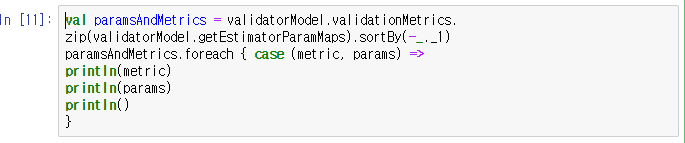 In [11]:
val paramsAndMetrics = validatorModel.validationMetrics.
zip(validatorModel.getEstimatorParamMaps).sortBy(-_._1)
paramsAndMetrics.foreach { case (metric, params) =>
println(metric)
println(params)
println()
}